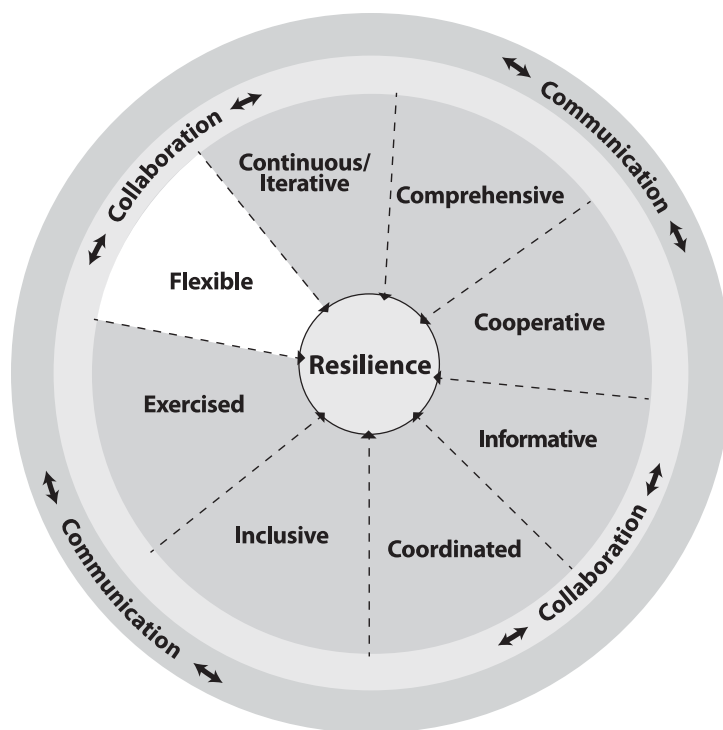 Communication
Collaboration
Continuous/
Iterative
Comprehensive
Flexible
Cooperative
Resilience
Exercised
Informative
Inclusive
Coordinated
Collaboration
Communication